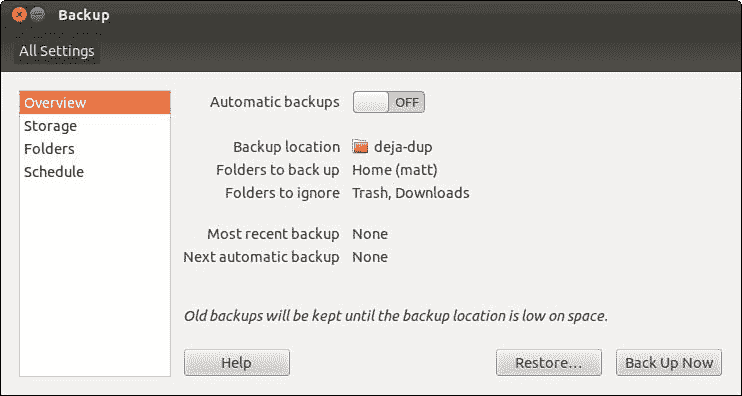 Backup
All Settings
Overview
Storage
Folders
Schedule
Automatic backups OFF
Backup location deja-dup
Folders to back up Home (matt)
Folders to ignore Trash, Downloads
Most recent backup None
Next automatic backup None
Old backups will be kept until the backup location is low on space.
Help Restore... Back Up Now